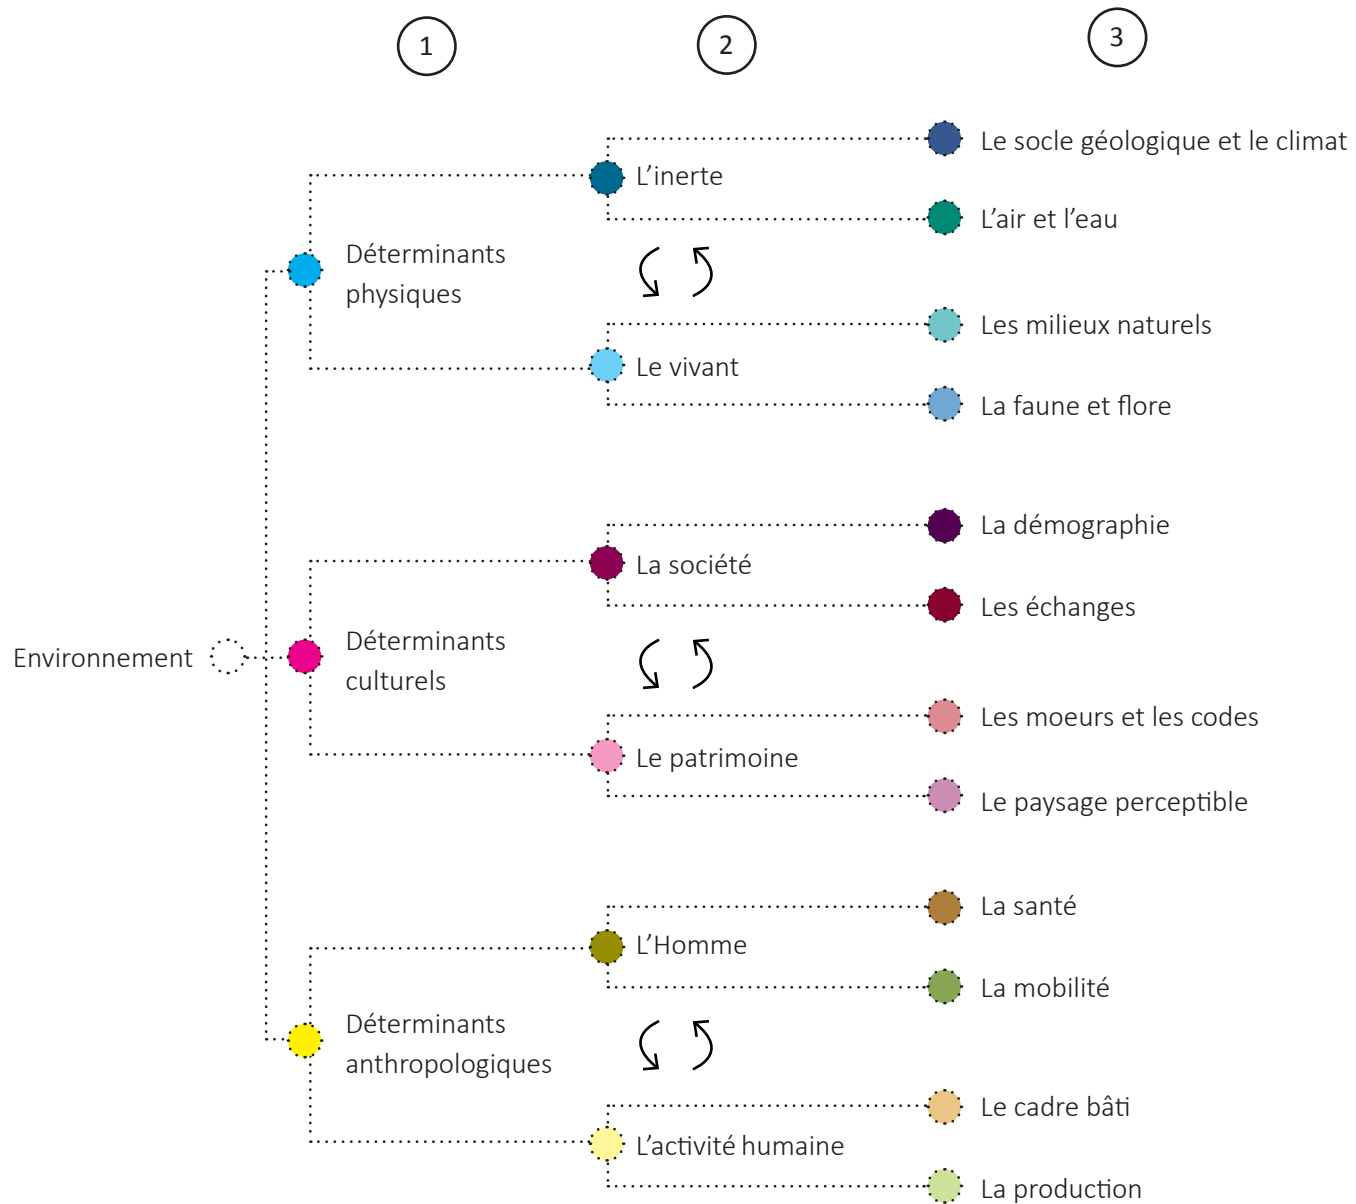 1
2
3
Le socle géologique et le climat
L'inerte
L'air et l'eau
Déterminants
physiques
Les milieux naturels
Le vivant
La faune et flore
La démographie
La société
Les échanges
Déterminants
culturels
Environnement
Les moeurs et les codes
Le patrimoine
Le paysage perceptible
La santé
L'Homme
La mobilité
Déterminants
anthropologiques
Le cadre bâti
L'activité humaine
La production